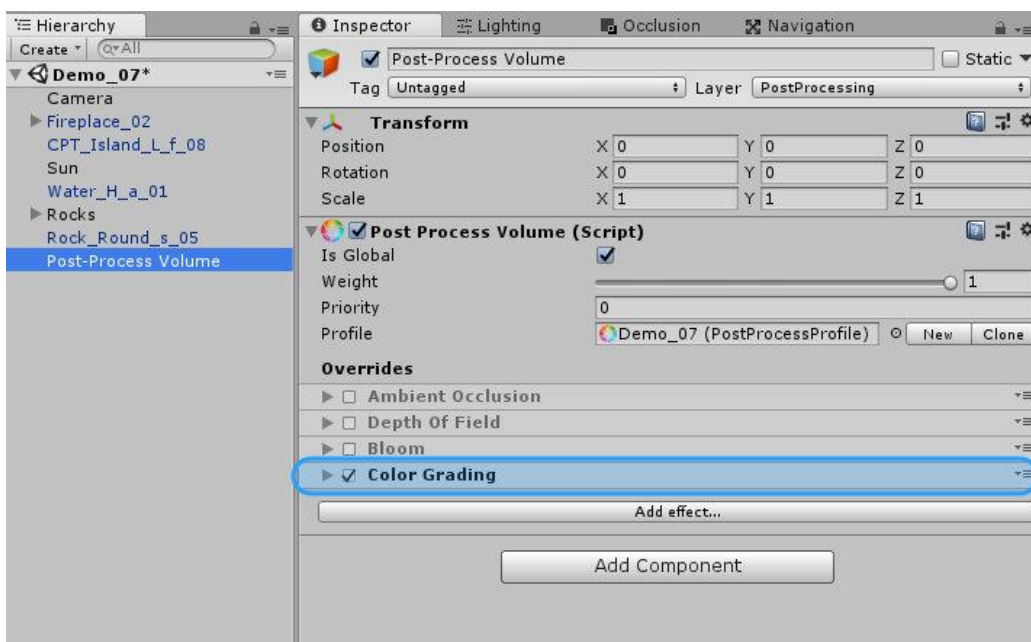 Hierarchy
Create
All
Demo_07*
Camera
Fireplace_02
CPT_Island_L_f_08
Sun
Water_H_a_01
Rocks
Rock_Round_s_05
Post-Process Volume
Inspector Lighting Occlusion Navigation
Post-Process Volume Static
Tag Untagged Layer PostProcessing
Transform
Position X 0 Y 0 Z 0
Rotation X 0 Y 0 Z 0
Scale X 1 Y 1 Z 1
Post Process Volume (Script)
Is Global
Weight 1
Priority 0
Profile Demo_07 (PostProcessProfile) New Clone
Overrides
Ambient Occlusion
Depth Of Field
Bloom
Color Grading
Add effect...
Add Component